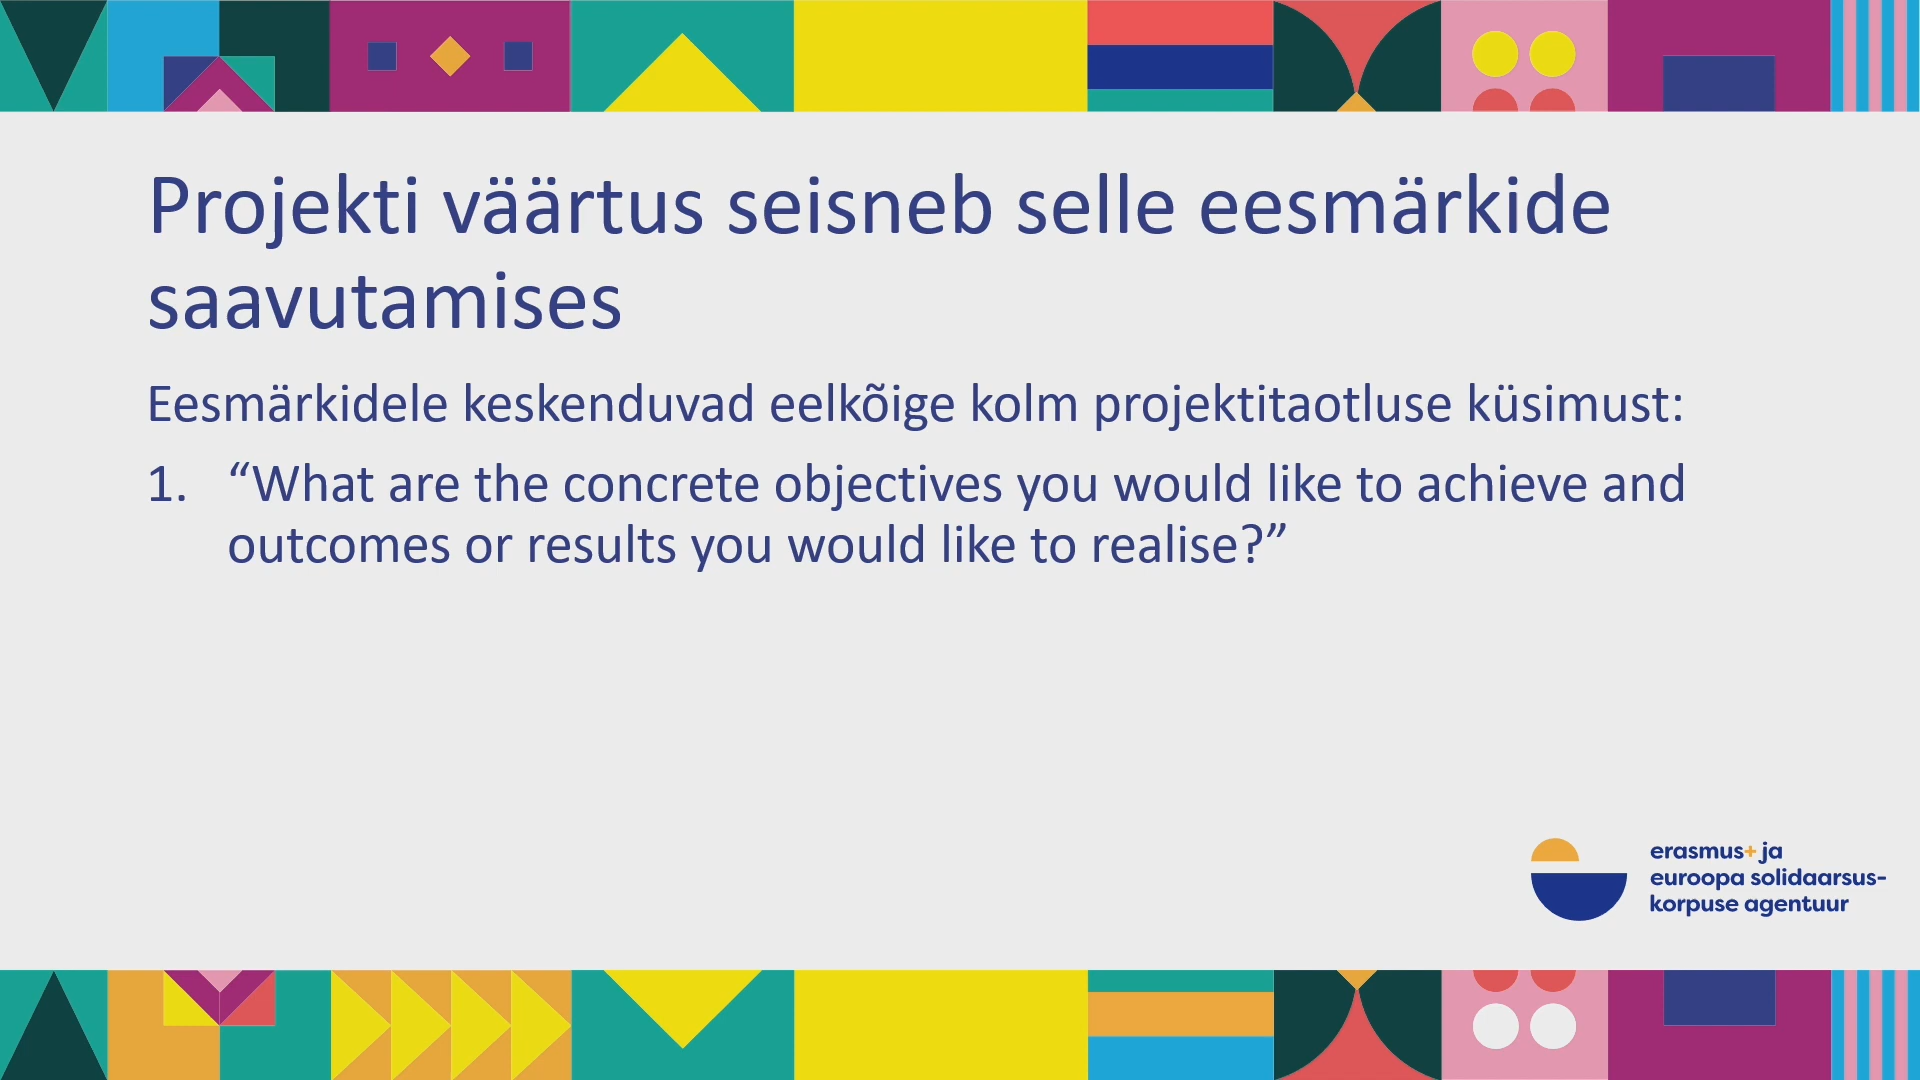 Projekti väärtus seisneb selle eesmärkide
saavutamises
Eesmärkidele keskenduvad eelkõige kolm projektitaotluse küsimust:
1. “What are the concrete objectives you would like to achieve and
outcomes or results you would like to realise?”
erasmus+ ja
euroopa solidaarsus-
korpuse agentuur